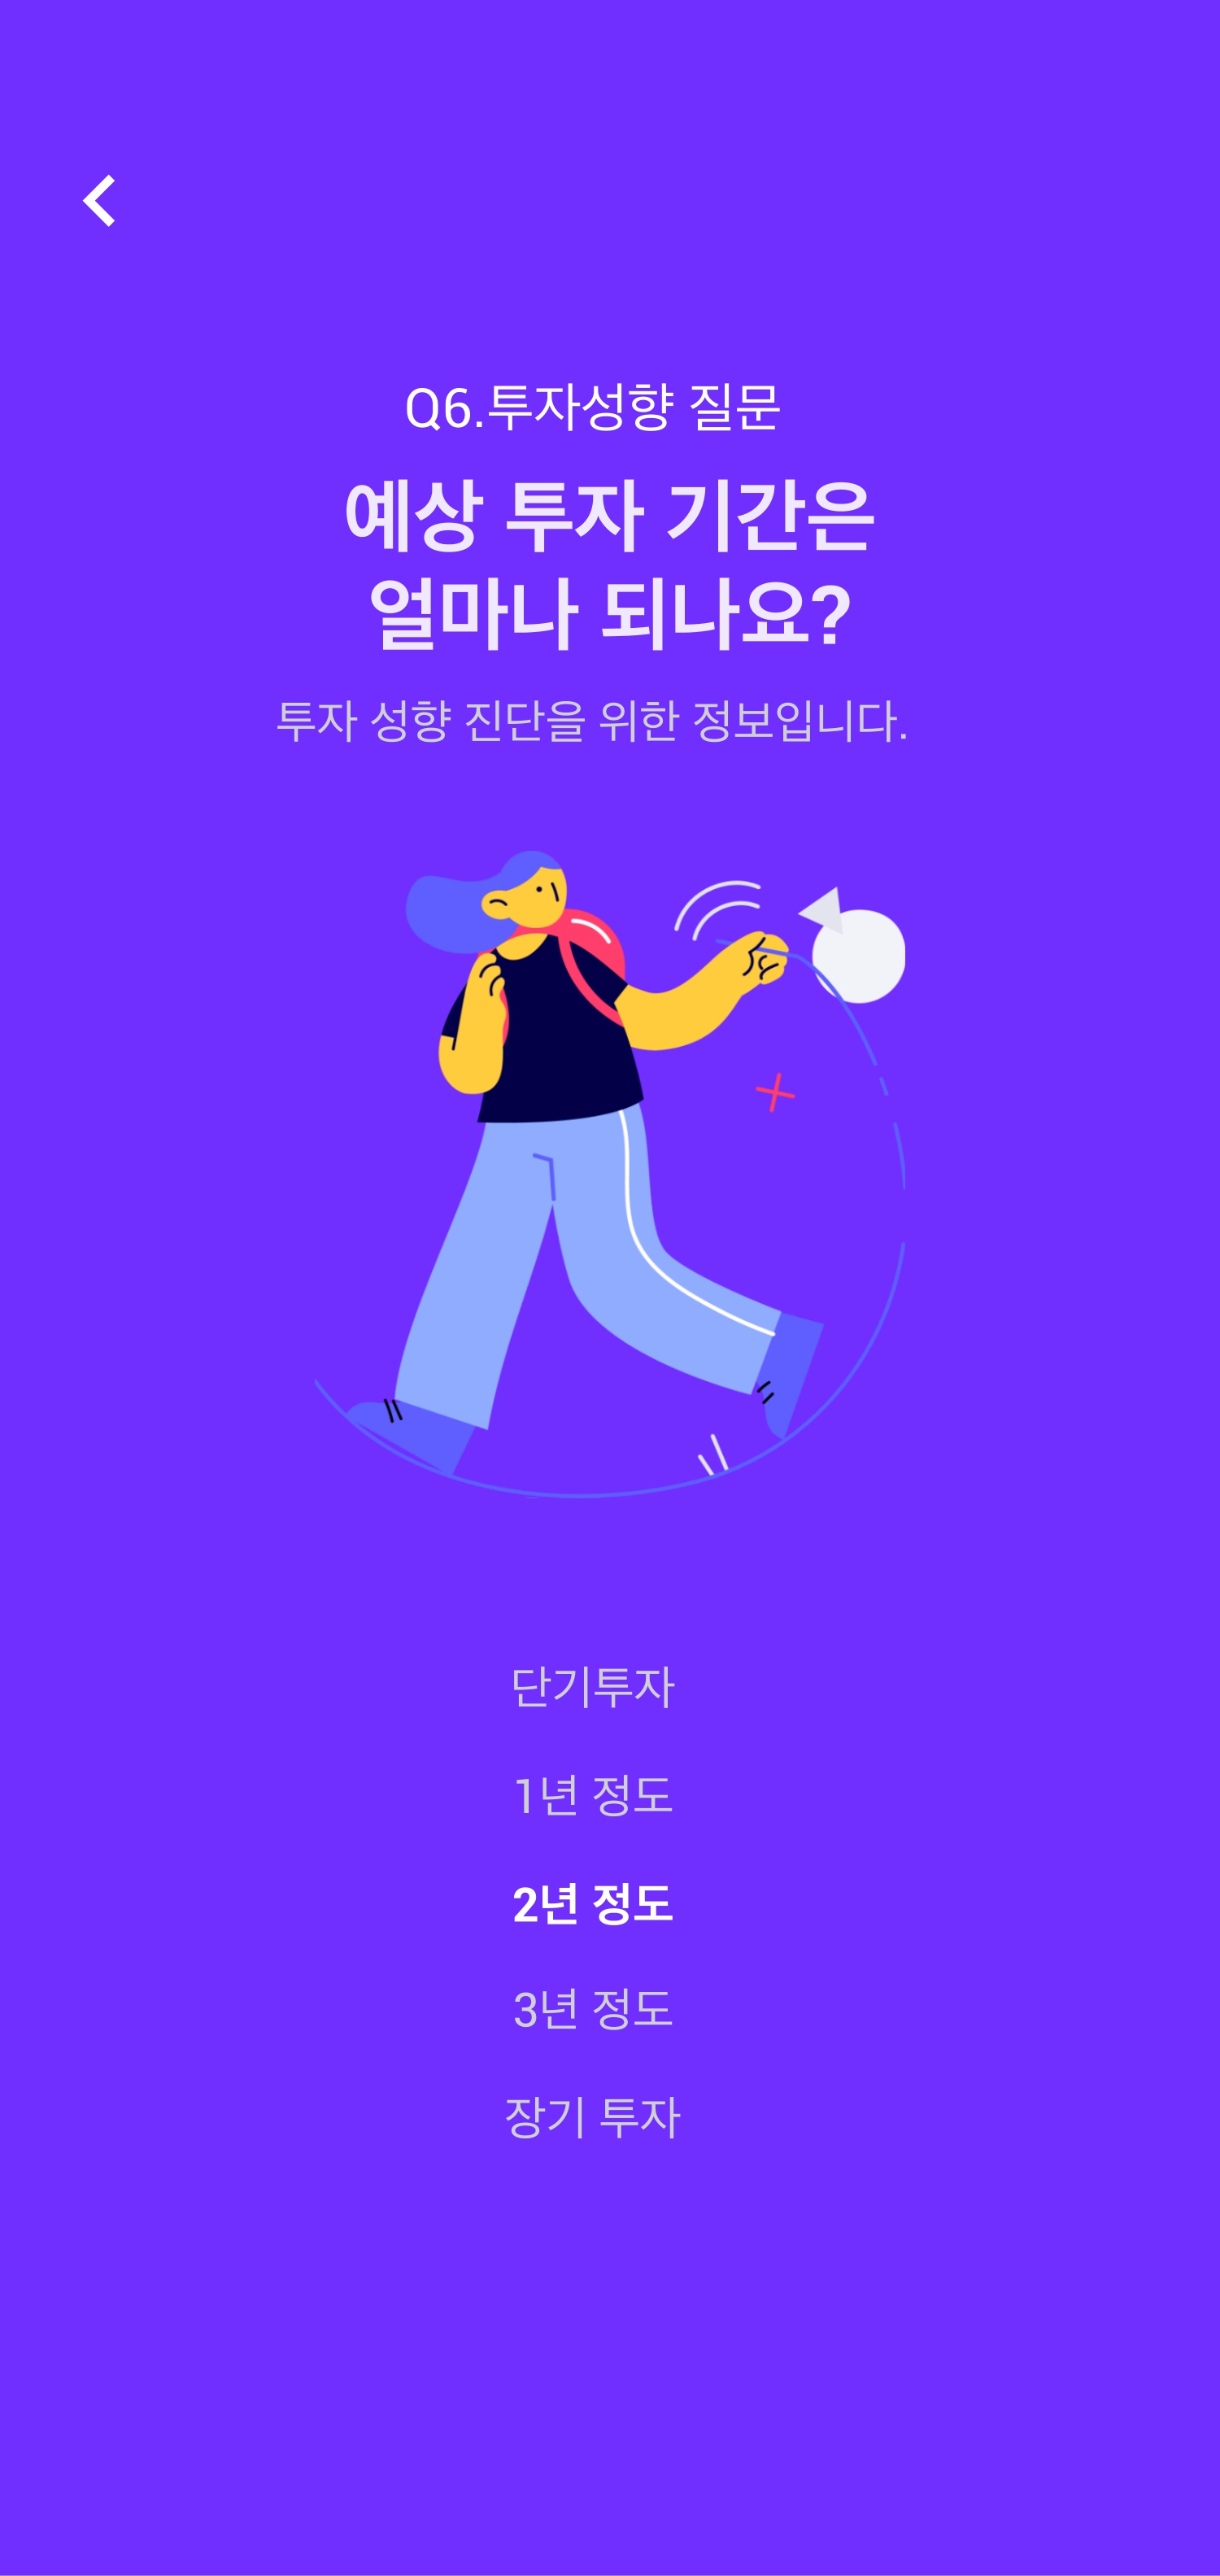 Q6.투자성향 질문
예상 투자 기간은
얼마나 되나요?
투자 성향 진단을 위한 정보입니다.
단기투자
1년 정도
2년 정도
3년 정도
장기 투자